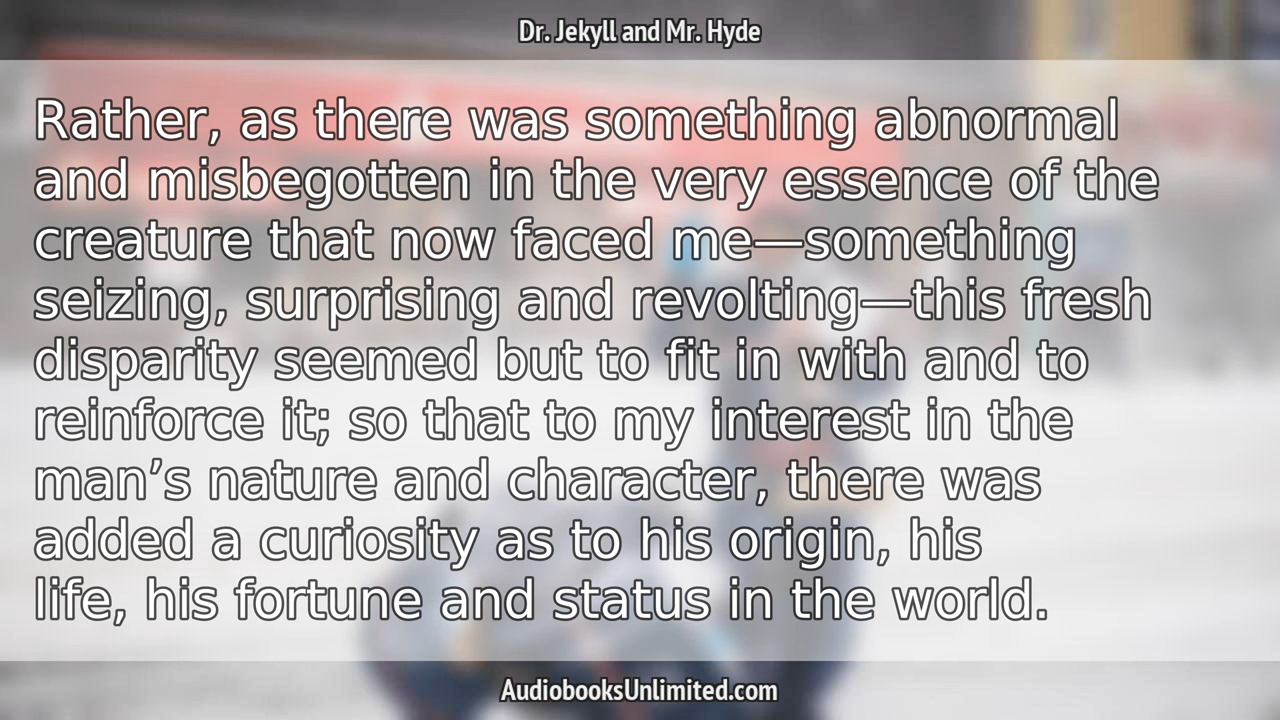 Dr. Jekyll and Mr. Hyde
Rather, as there was something abnormal
and misbegotten in the very essence of the
creature that now faced me—something
seizing, surprising and revolting—this fresh
disparity seemed but to fit in with and to
reinforce it; so that to my interest in the
man’s nature and character, there was
added a curiosity as to his origin, his
life, his fortune and status in the world.
AudiobooksUnlimited.com